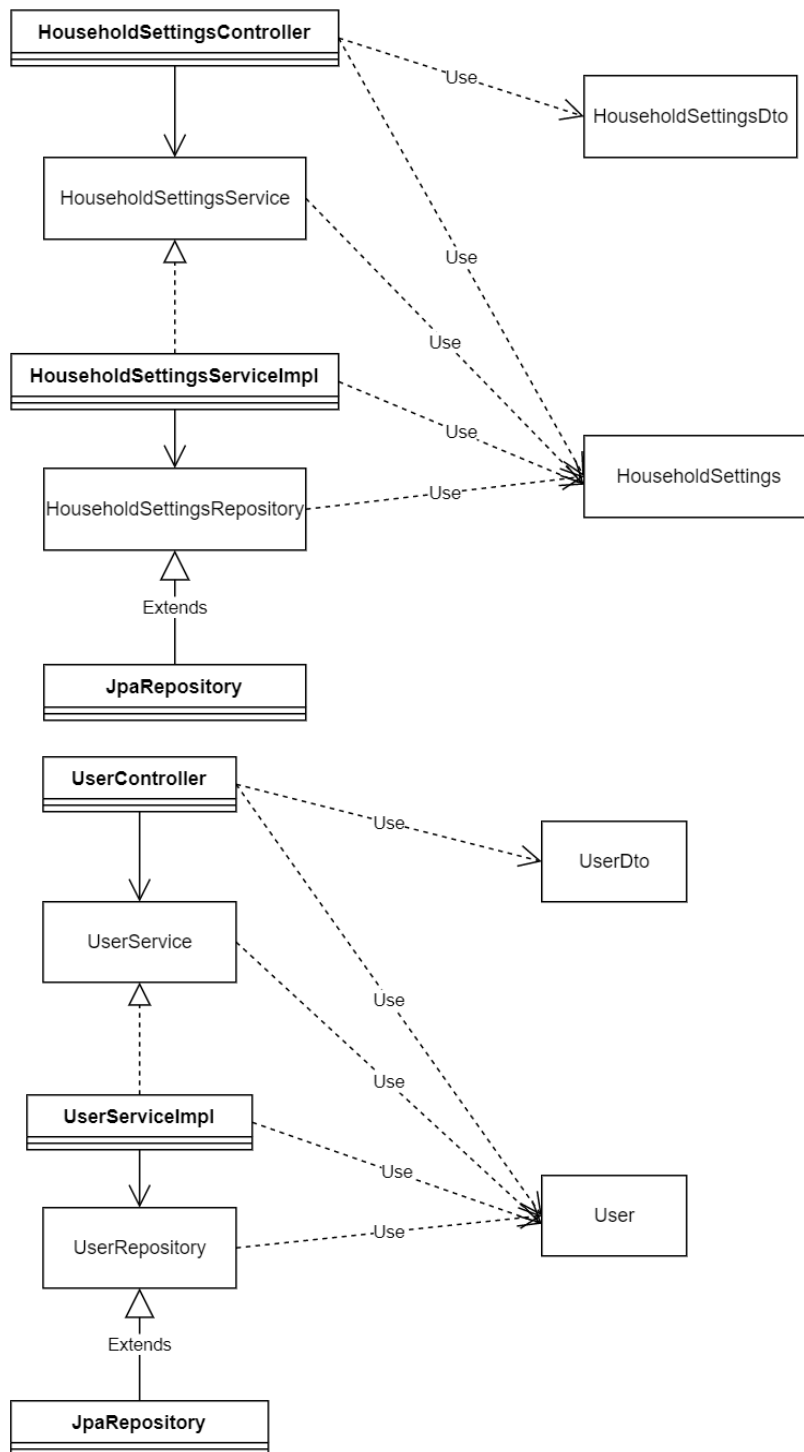 HouseholdSettingsController
Use
HouseholdSettingsDto
HouseholdSettingsService
Use
Use
HouseholdSettingsServiceImpl
Use
HouseholdSettings
Use
HouseholdSettingsRepository
Extends
JpaRepository
UserController
Use
UserDto
UserService
Use
Use
UserServiceImpl
Use
User
Use
UserRepository
Extends
JpaRepository